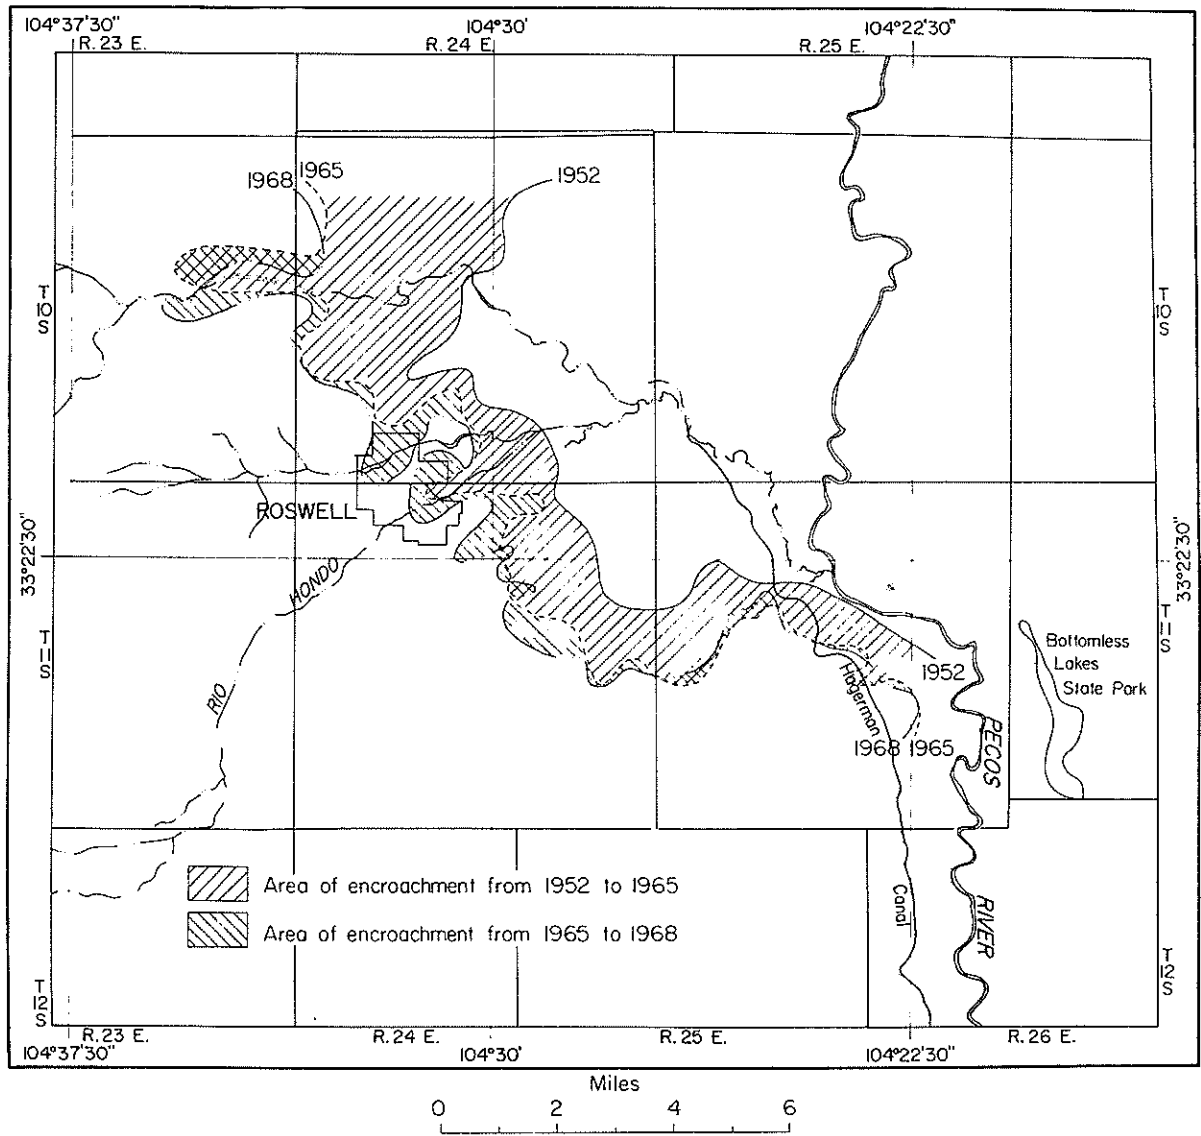 104°37'30"
104°30'
104°22'30"
R. 23 E.
R. 24 E.
R. 25 E.
1968
1965
1952
T
10
S
T
10
S
ROSWELL
33°22'30"
33°22'30"
HONDO
RIO
T
11
S
T
11
S
Bottomless
Lakes
State Park
1952
Hagerman
1968
1965
PECOS
Area of encroachment from 1952 to 1965
Area of encroachment from 1965 to 1968
Canal
RIVER
T
12
S
T
12
S
R. 23 E.
R. 24 E.
R. 25 E.
R. 26 E.
104°37'30"
104°30'
104°22'30"
Miles
0 2 4 6